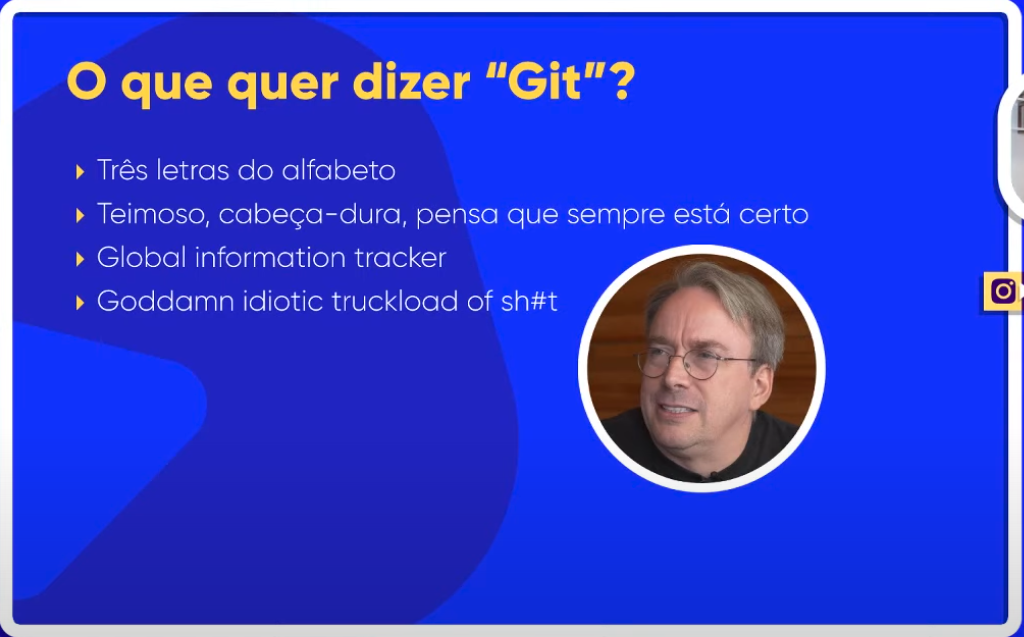 O que quer dizer “Git”?
Três letras do alfabeto
Teimoso, cabeça-dura, pensa que sempre está certo
Global information tracker
Goddamn idiotic truckload of sh#t